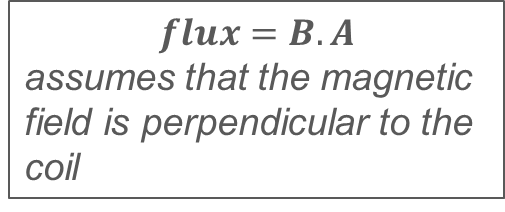 flux = B.A
assumes that the magnetic
field is perpendicular to the
coil